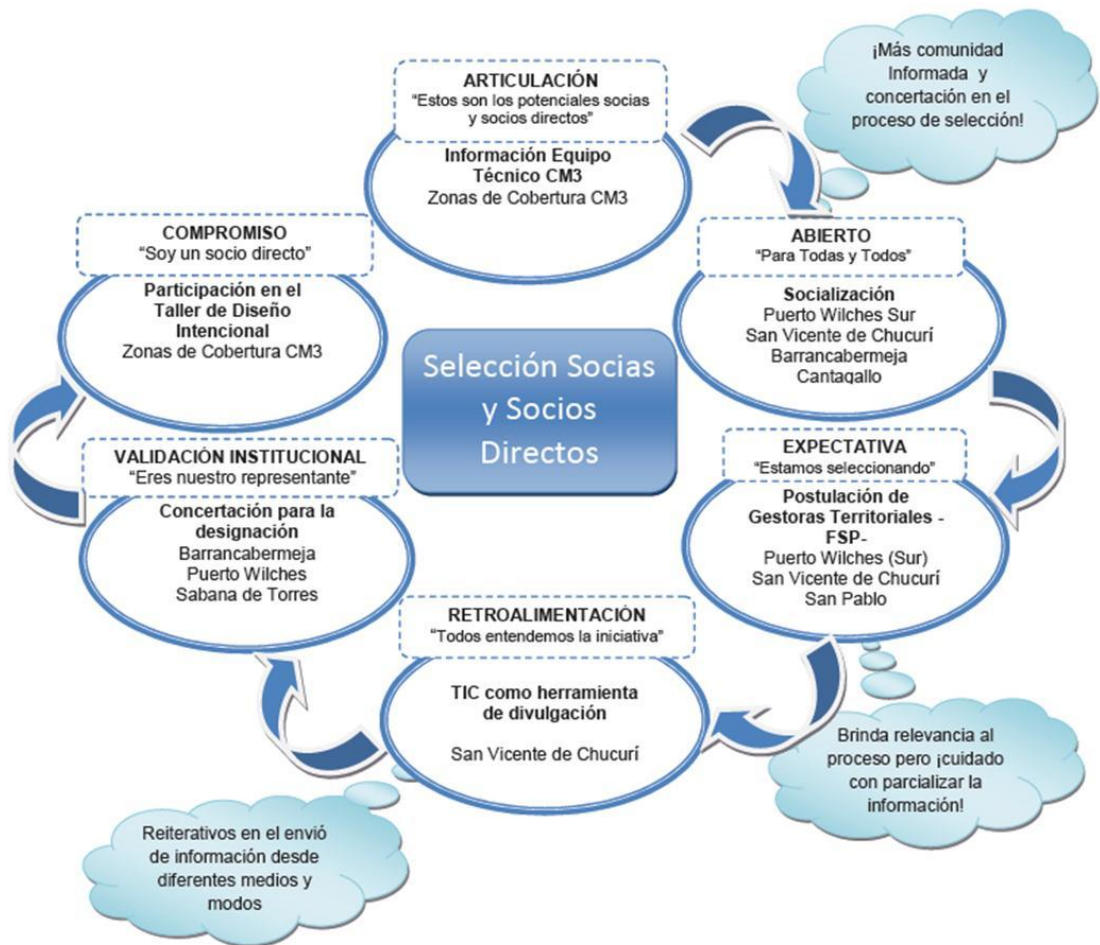 ARTICULACIÓN
“Estos son los potenciales socias
y socios directos”
Información Equipo
Técnico CM3
Zonas de Cobertura CM3
¡Más comunidad
Informada y
concertación en el
proceso de selección!
ABIERTO
“Para Todas y Todos”
Socialización
Puerto Wilches Sur
San Vicente de Chucurí
Barrancabermeja
Cantagallo
EXPECTATIVA
“Estamos seleccionando”
Postulación de
Gestoras Territoriales -
FSP-
Puerto Wilches (Sur)
San Vicente de Chucurí
San Pablo
Brinda relevancia al
proceso pero ¡cuidado
con parcializar la
información!
RETROALIMENTACIÓN
“Todos entendemos la iniciativa”
TIC como herramienta
de divulgación
San Vicente de Chucurí
Reiterativos en el envió
de información desde
diferentes medios y
modos
VALIDACIÓN INSTITUCIONAL
“Eres nuestro representante”
Concertación para la
designación
Barrancabermeja
Puerto Wilches
Sabana de Torres
COMPROMISO
“Soy un socio directo”
Participación en el
Taller de Diseño
Intencional
Zonas de Cobertura CM3
Selección Socias
y Socios
Directos